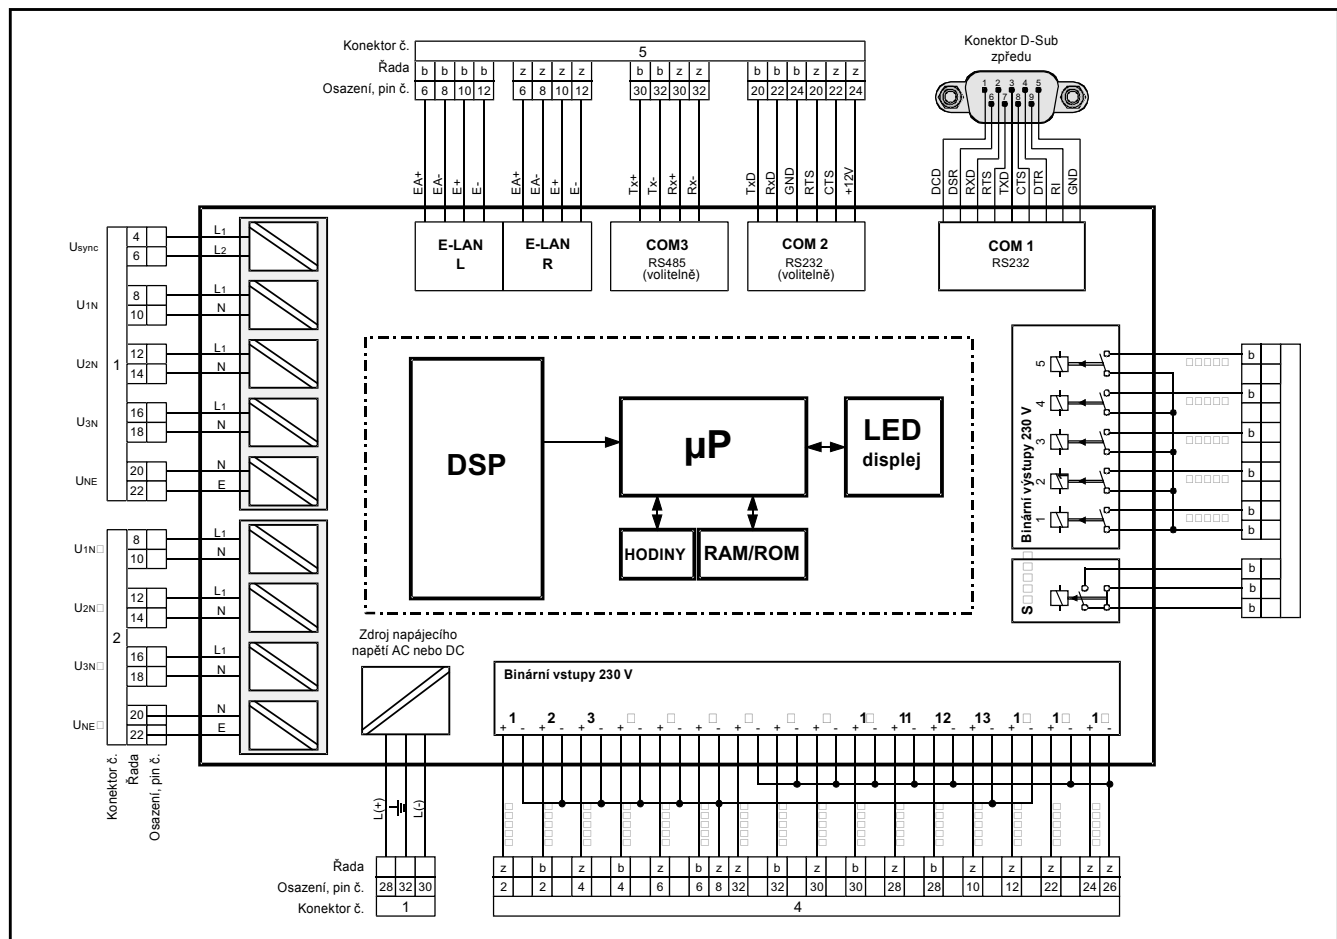 Konektor č.
5
Řada
b b b b z z z z b b z z b b b z z z
Osazení, pin č.
6 8 10 12 6 8 10 12 30 32 30 32 20 22 24 20 22 24
EA+ EA- E+ E- EA+ EA- E+ E- Tx+ Tx- Rx+ Rx- TxD RxD GND RTS CTS +12V
Konektor D-Sub
zpředu
1 2 3 4 5
6 7 8 9
DCD DSR RXD RTS TXD CTS DTR RI GND
E-LAN
L
E-LAN
R
COM3
RS485
(volitelně)
COM 2
RS232
(volitelně)
COM 1
RS232
Usync
4 L1
6 L2
U1N
8 L1
10 N
U2N
1
12 L1
14 N
U3N
16 L1
18 N
UNE
20 N
22 E
U1N
8 L1
10 N
U2N
12 L1
14 N
2
U3N
16 L1
18 N
UNE
20 N
22 E
Konektor č.
Řada
Osazení, pin č.
DSP
µP
LED
displej
HODINY
RAM/ROM
Binární výstupy 230 V
5
4
3
2
1
b
b
b
b
b
b
S
b
b
b
Zdroj napájecího
napětí AC nebo DC
L(+) L(-)
Řada
Osazení, pin č.
28 32 30
Konektor č.
1
Binární vstupy 230 V
1 2 3 1 11 12 13 1 1 1
+ - + - + - + - + - + - + - + - + - + - + - + - + - + - + - + -
z b z b z b z z b z b z b z z z z z
2 2 4 4 6 6 8 32 32 30 30 28 28 10 12 22 24 26
4